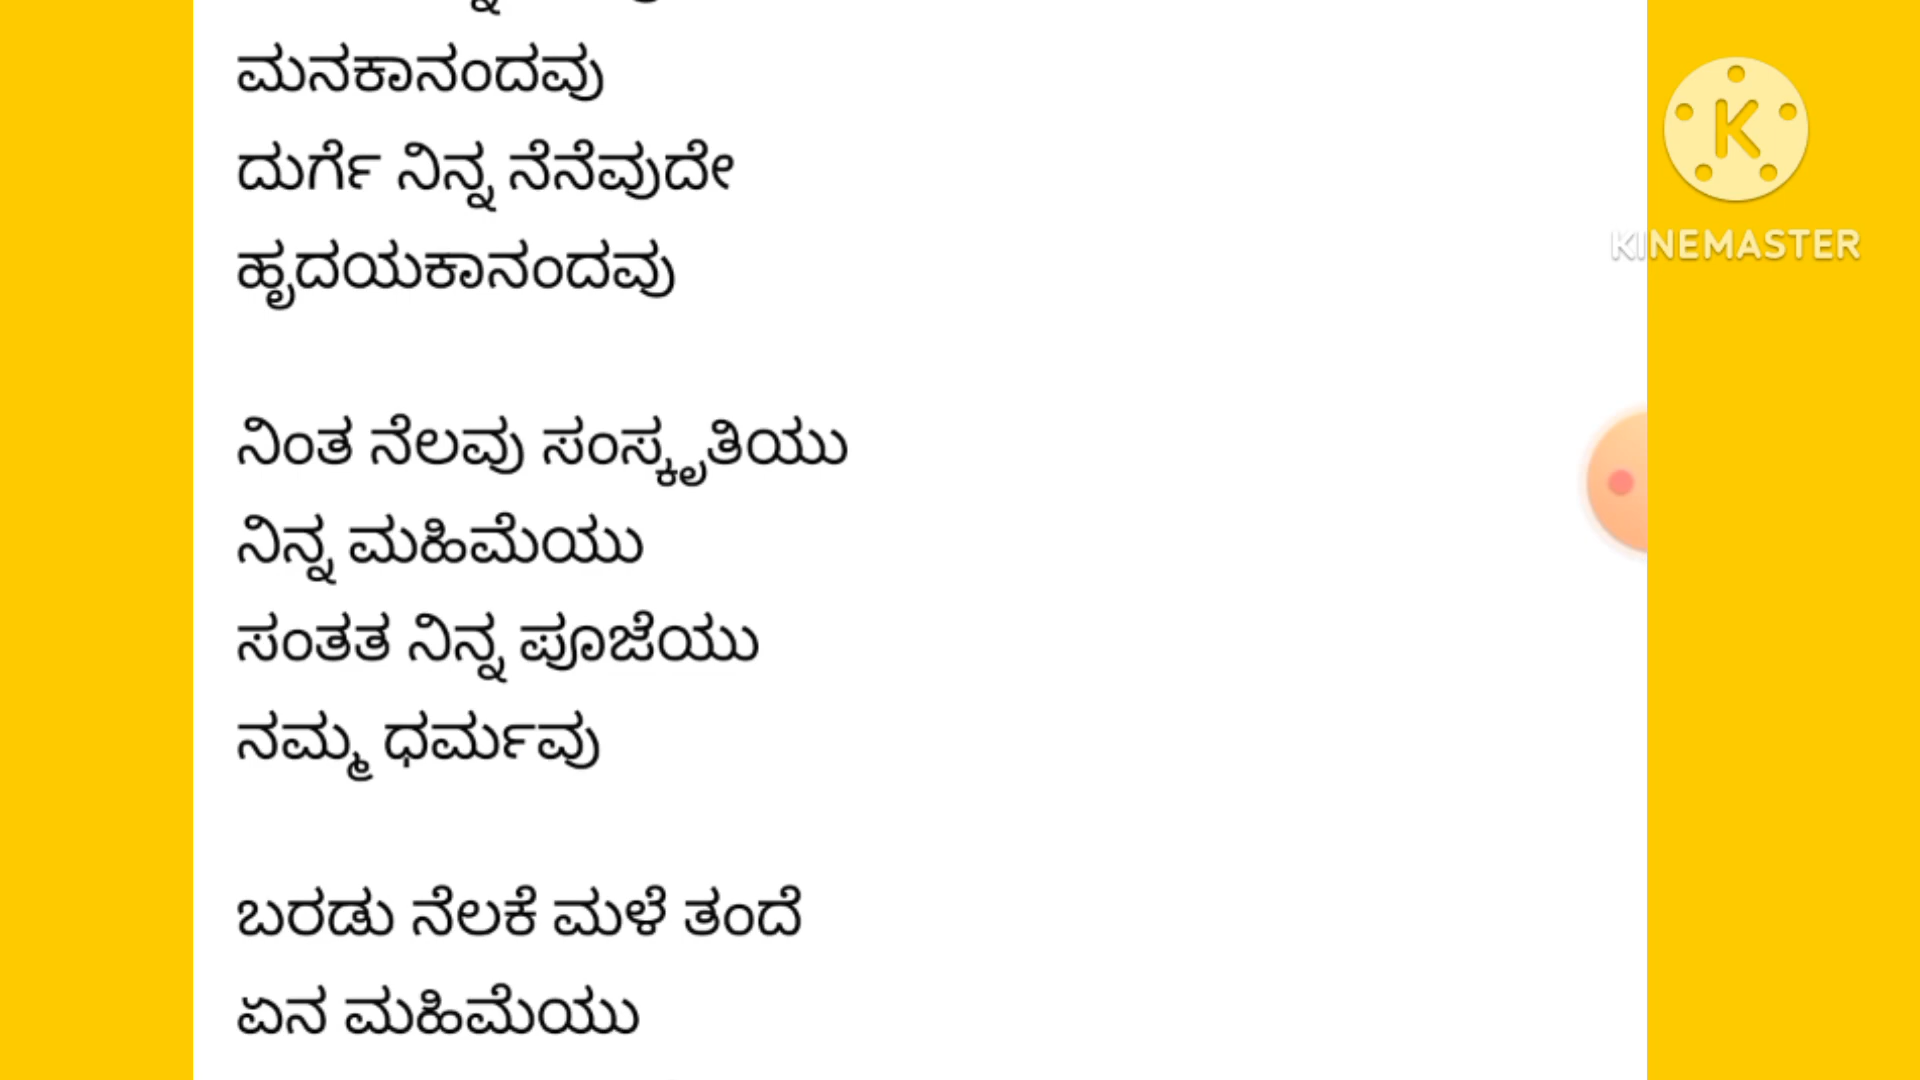 ಮನಕಾನಂದವು
ದುರ್ಗೆ ನಿನ್ನ ನೆನೆವುದೇ
ಹೃದಯಕಾನಂದವು
ನಿಂತ ನೆಲವು ಸಂಸ್ಕೃತಿಯು
ನಿನ್ನ ಮಹಿಮೆಯು
ಸಂತತ ನಿನ್ನ ಪೂಜೆಯು
ನಮ್ಮ ಧರ್ಮವು
ಬರಡು ನೆಲಕೆ ಮಳೆ ತಂದೆ
ಏನ ಮಹಿಮೆಯು
K
KINEMASTER